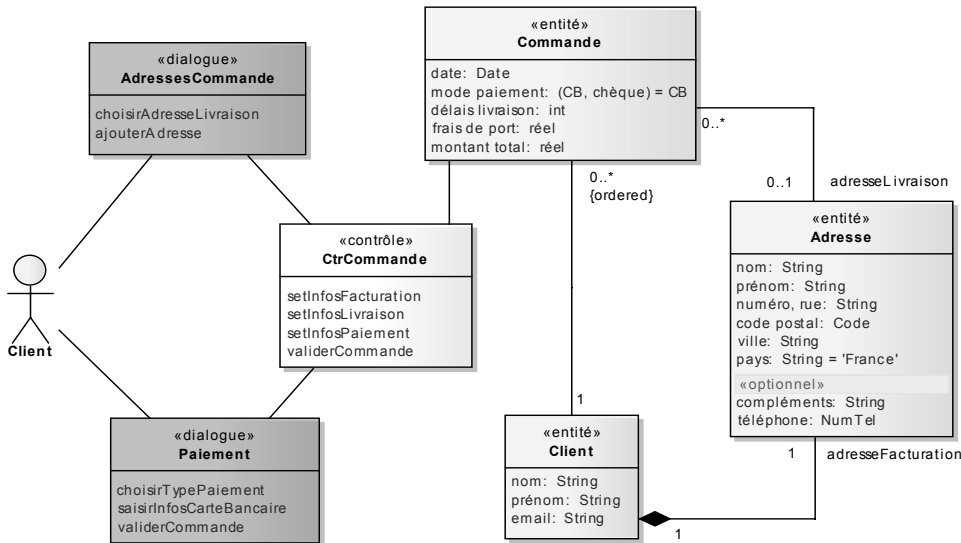 «entité»
Commande
date: Date
mode paiement: (CB, chèque) = CB
délais livraison: int
frais de port: réel
montant total: réel
«dialogue»
AdressesCommande
choisirAdresseLivraison
ajouterAdresse
0..*
0..*
{ordered}
0..1
adresseLivraison
«contrôle»
CtrCommande
setInfosFacturation
setInfosLivraison
setInfosPaiement
validerCommande
«entité»
Adresse
nom: String
prénom: String
numéro, rue: String
code postal: Code
ville: String
pays: String = 'France'
«optionnel»
compléments: String
téléphone: NumTel
Client
1
1
adresseFacturation
«dialogue»
Paiement
choisirTypePaiement
saisirInfosCarteBancaire
validerCommande
«entité»
Client
nom: String
prénom: String
email: String
1